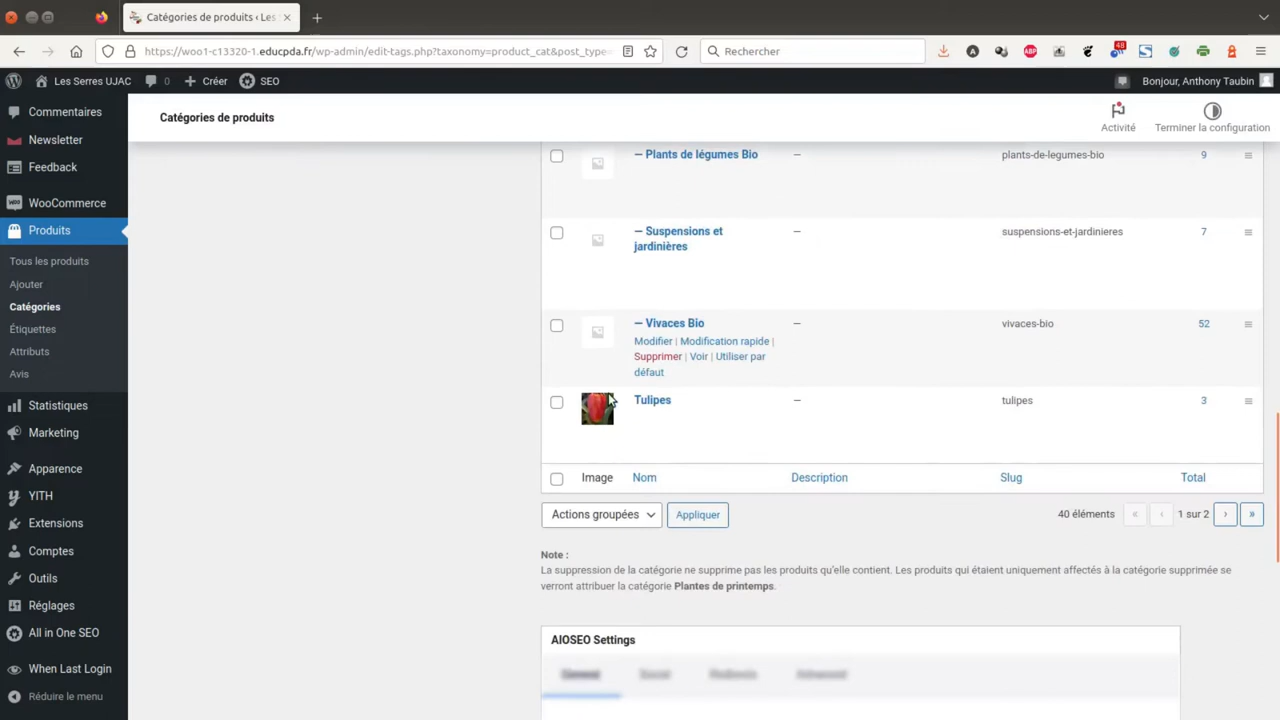 Catégories de produits ‹ Les
https://woo1-c13320-1.educpda.fr/wp-admin/edit-tags.php?taxonomy=product_cat&post_type=
Rechercher
ABP
48
Les Serres UJAC
0
Créer
SEO
Bonjour, Anthony Taubin
Commentaires
Newsletter
Feedback
WooCommerce
Produits
Tous les produits
Ajouter
Catégories
Étiquettes
Attributs
Avis
Statistiques
Marketing
Apparence
YITH
Extensions
Comptes
Outils
Réglages
All in One SEO
When Last Login
Réduire le menu
Catégories de produits
Activité
Terminer la configuration
— Plants de légumes Bio — plants-de-legumes-bio 9
— Suspensions et — suspensions-et-jardinieres 7
jardinières
— Vivaces Bio — vivaces-bio 52
Modifier | Modification rapide |
Supprimer | Voir | Utiliser par
défaut
Tulipes — tulipes 3
Image Nom Description Slug Total
Actions groupées Appliquer 40 éléments « ‹ 1 sur 2 › »
Note :
La suppression de la catégorie ne supprime pas les produits qu’elle contient. Les produits qui étaient uniquement affectés à la catégorie supprimée se
verront attribuer la catégorie Plantes de printemps.
AIOSEO Settings
General Social Redirects Advanced